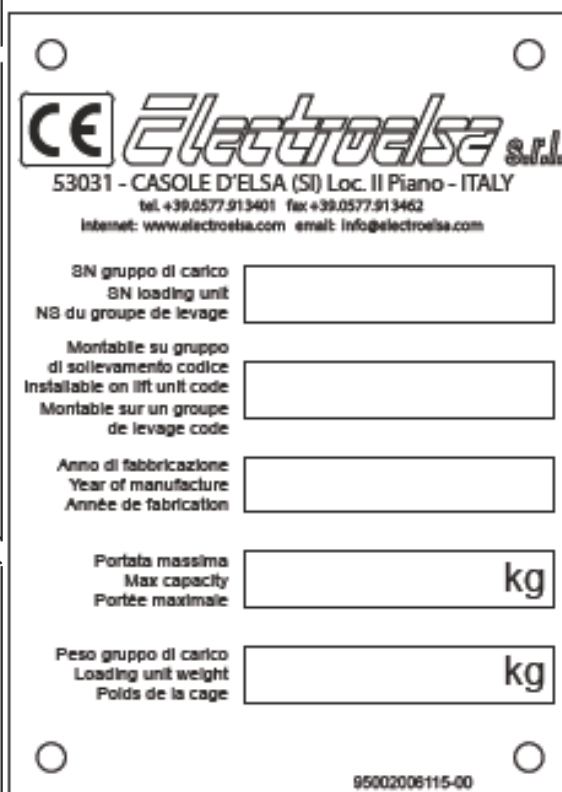 CE Electroelsa s.r.l.
53031 - CASOLE D'ELSA (SI) Loc. Il Piano - ITALY
tel. +39.0577.913401 fax +39.0577.913462
internet: www.electroelsa.com email: info@electroelsa.com
SN gruppo di carico
SN loading unit
NS du groupe de levage
Montabile su gruppo
di sollevamento codice
Installable on lift unit code
Montable sur un groupe
de levage code
Anno di fabbricazione
Year of manufacture
Année de fabrication
Portata massima
Max capacity
Portée maximale
kg
Peso gruppo di carico
Loading unit weight
Poids de la cage
kg
95002006115-00